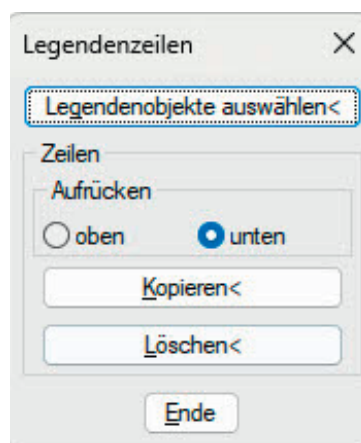 Legendenzeilen
Legendenobjekte auswählen<
Zeilen
Aufrücken
oben unten
Kopieren<
Löschen<
Ende